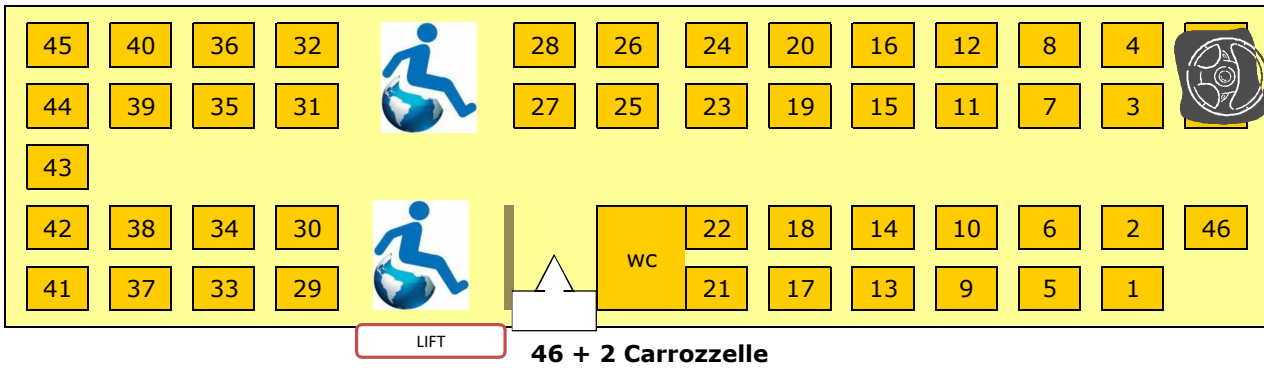 45 40 36 32 28 26 24 20 16 12 8 4
44 39 35 31 27 25 23 19 15 11 7 3
43
42 38 34 30 22 18 14 10 6 2 46
WC
41 37 33 29 21 17 13 9 5 1
LIFT
46 + 2 Carrozzelle